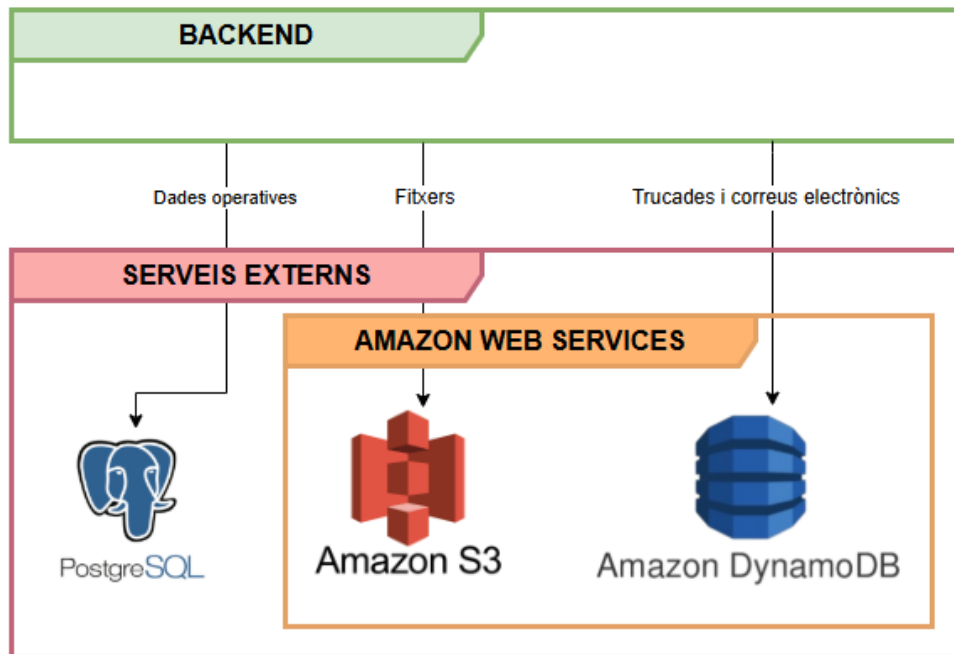 BACKEND
Dades operatives
Fitxers
Trucades i correus electrònics
SERVEIS EXTERNS
AMAZON WEB SERVICES
PostgreSQL
Amazon S3
Amazon DynamoDB